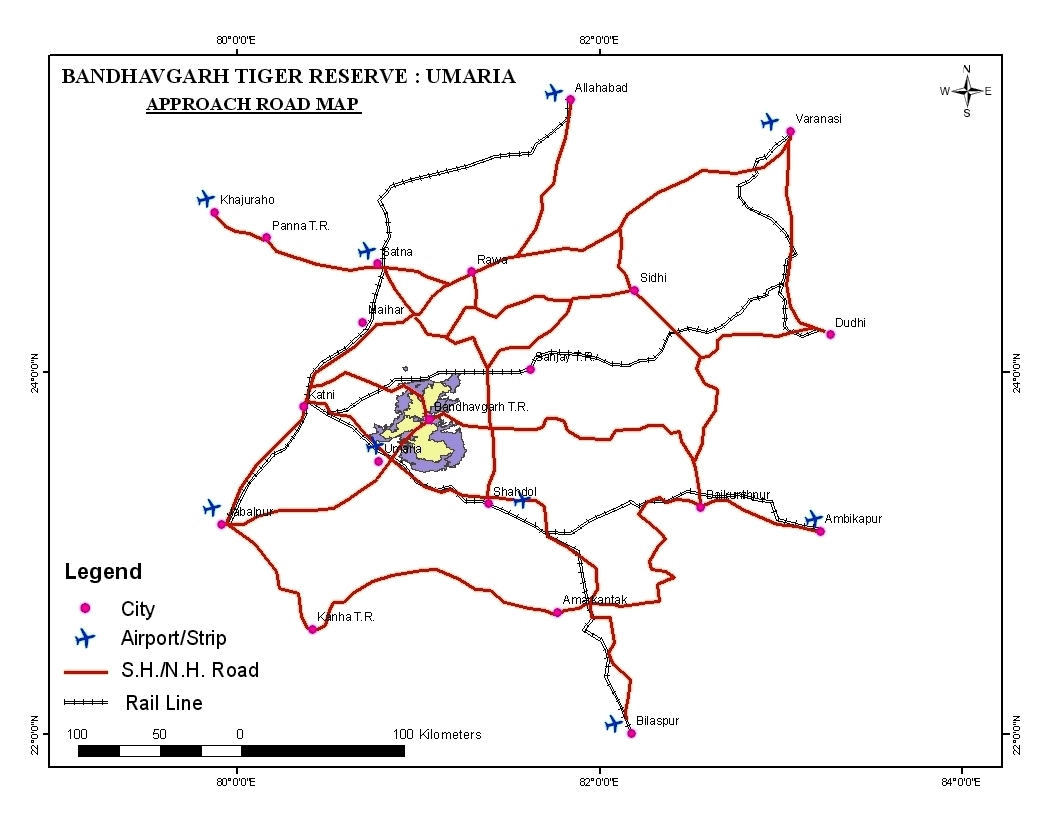 80°0'0"E 82°0'0"E
BANDHAVGARH TIGER RESERVE : UMARIA
APPROACH ROAD MAP
N
W E
S
Allahabad
Varanasi
Khajuraho
Panna T.R.
Satna
Rawa
Sidhi
Maihar
Dudhi
Sanjay T.R.
24°0'0"N 24°0'0"N
Katni
Bandhavgarh T.R.
Umaria
Shahdol
Baikunthpur
Jabalpur
Ambikapur
Legend
City
Airport/Strip
S.H./N.H. Road
Rail Line
Amarkantak
Kanha T.R.
Bilaspur
22°0'0"N 22°0'0"N
100 50 0 100 Kilometers
80°0'0"E 82°0'0"E 84°0'0"E